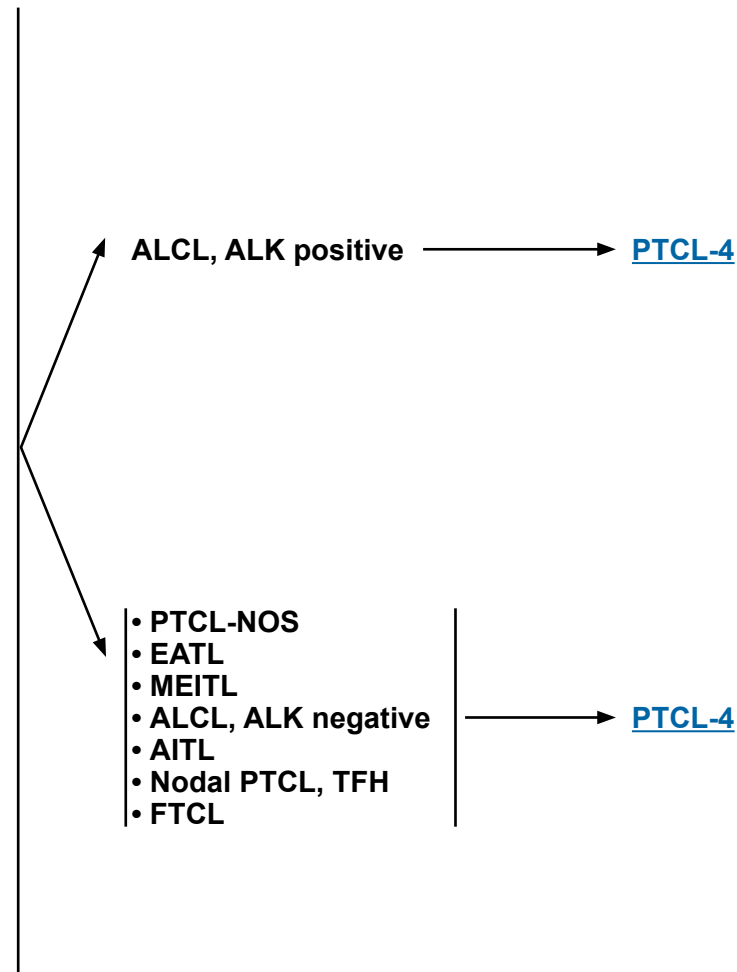 ALCL, ALK positive PTCL-4
• PTCL-NOS
• EATL
• MEITL
• ALCL, ALK negative PTCL-4
• AITL
• Nodal PTCL, TFH
• FTCL